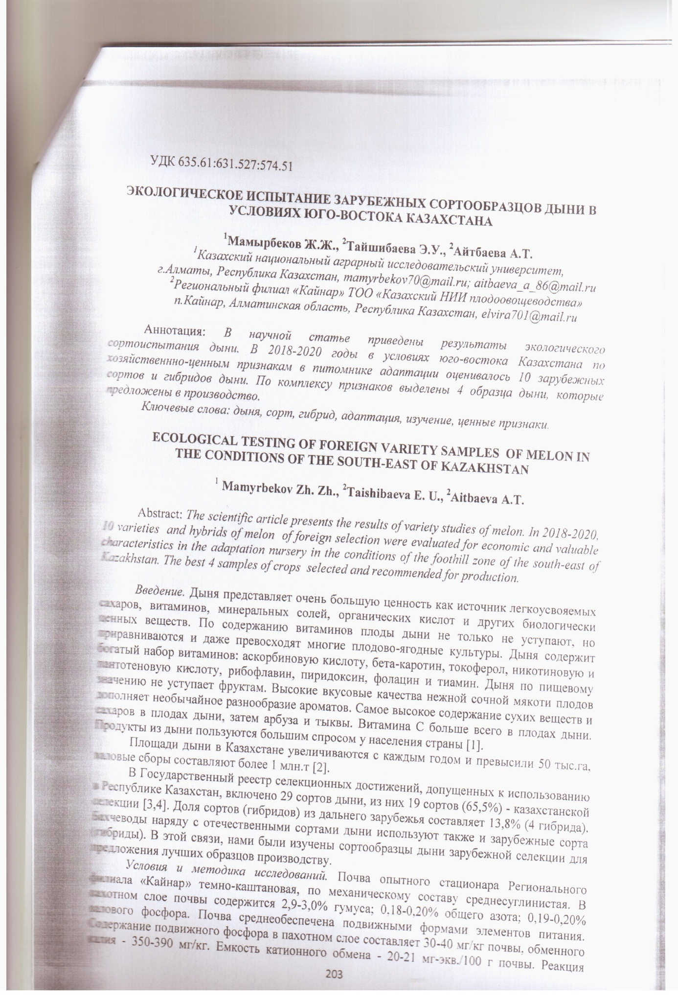 УДК 635.61:631.527:574.51
ЭКОЛОГИЧЕСКОЕ ИСПЫТАНИЕ ЗАРУБЕЖНЫХ СОРТООБРАЗЦОВ ДЫНИ В
УСЛОВИЯХ ЮГО-ВОСТОКА КАЗАХСТАНА
¹Мамырбеков Ж.Ж., ²Тайшибаева Э.У., ²Айтбаева А.Т.
¹Казахский национальный аграрный исследовательский университет,
г.Алматы, Республика Казахстан, mamyrbekov70@mail.ru; aitbaeva_a_86@mail.ru
²Региональный филиал «Кайнар» ТОО «Казахский НИИ плодоовощеводства»
п.Кайнар, Алматинская область, Республика Казахстан, elvira701@mail.ru
Аннотация: В научной статье приведены результаты экологического
сортоиспытания дыни. В 2018-2020 годы в условиях юго-востока Казахстана по
хозяйственнно-ценным признакам в питомнике адаптации оценивалось 10 зарубежных
сортов и гибридов дыни. По комплексу признаков выделены 4 образца дыни, которые
предложены в производство.
Ключевые слова: дыня, сорт, гибрид, адаптация, изучение, ценные признаки.
ECOLOGICAL TESTING OF FOREIGN VARIETY SAMPLES OF MELON IN
THE CONDITIONS OF THE SOUTH-EAST OF KAZAKHSTAN
¹ Mamyrbekov Zh. Zh., ²Taishibaeva E. U., ²Aitbaeva A.T.
Abstract: The scientific article presents the results of variety studies of melon. In 2018-2020,
10 varieties and hybrids of melon of foreign selection were evaluated for economic and valuable
characteristics in the adaptation nursery in the conditions of the foothill zone of the south-east of
Kazakhstan. The best 4 samples of crops selected and recommended for production.
Введение. Дыня представляет очень большую ценность как источник легкоусвояемых
сахаров, витаминов, минеральных солей, органических кислот и других биологически
ценных веществ. По содержанию витаминов плоды дыни не только не уступают, но
приравниваются и даже превосходят многие плодово-ягодные культуры. Дыня содержит
богатый набор витаминов: аскорбиновую кислоту, бета-каротин, токоферол, никотиновую и
пантотеновую кислоту, рибофлавин, пиридоксин, фолацин и тиамин. Дыня по пищевому
значению не уступает фруктам. Высокие вкусовые качества нежной сочной мякоти плодов
дополняет необычайное разнообразие ароматов. Самое высокое содержание сухих веществ и
сахаров в плодах дыни, затем арбуза и тыквы. Витамина С больше всего в плодах дыни.
Продукты из дыни пользуются большим спросом у населения страны [1].
Площади дыни в Казахстане увеличиваются с каждым годом и превысили 50 тыс.га,
валовые сборы составляют более 1 млн.т [2].
В Государственный реестр селекционных достижений, допущенных к использованию
в Республике Казахстан, включено 29 сортов дыни, из них 19 сортов (65,5%) - казахстанской
селекции [3,4]. Доля сортов (гибридов) из дальнего зарубежья составляет 13,8% (4 гибрида).
Бахчеводы наряду с отечественными сортами дыни используют также и зарубежные сорта
(гибриды). В этой связи, нами были изучены сортообразцы дыни зарубежной селекции для
предложения лучших образцов производству.
Условия и методика исследований. Почва опытного стационара Регионального
филиала «Кайнар» темно-каштановая, по механическому составу среднесуглинистая. В
пахотном слое почвы содержится 2,9-3,0% гумуса; 0,18-0,20% общего азота; 0,19-0,20%
валового фосфора. Почва среднеобеспечена подвижными формами элементов питания.
Содержание подвижного фосфора в пахотном слое составляет 30-40 мг/кг почвы, обменного
калия - 350-390 мг/кг. Емкость катионного обмена - 20-21 мг-экв./100 г почвы. Реакция
203